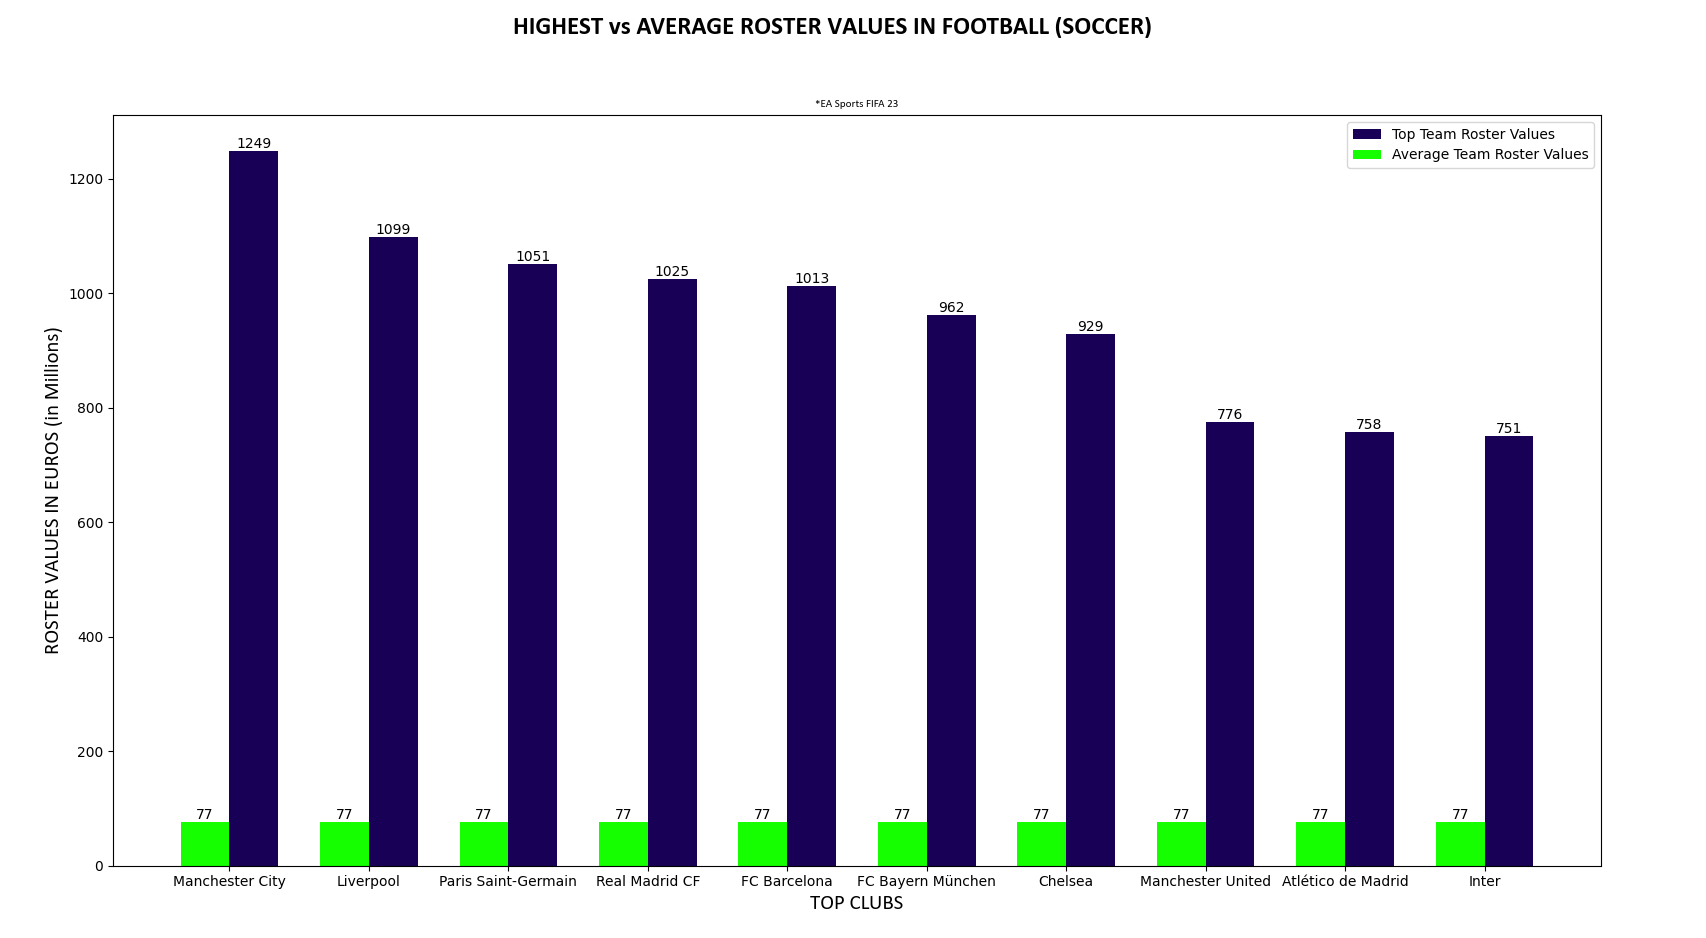 HIGHEST vs AVERAGE ROSTER VALUES IN FOOTBALL (SOCCER)
*EA Sports FIFA 23
Top Team Roster Values
Average Team Roster Values
ROSTER VALUES IN EUROS (in Millions)
1200
1000
800
600
400
200
0
1249
1099
1051
1025
1013
962
929
776
758
751
77 77 77 77 77 77 77 77 77 77
Manchester City Liverpool Paris Saint-Germain Real Madrid CF FC Barcelona FC Bayern München Chelsea Manchester United Atlético de Madrid Inter
TOP CLUBS